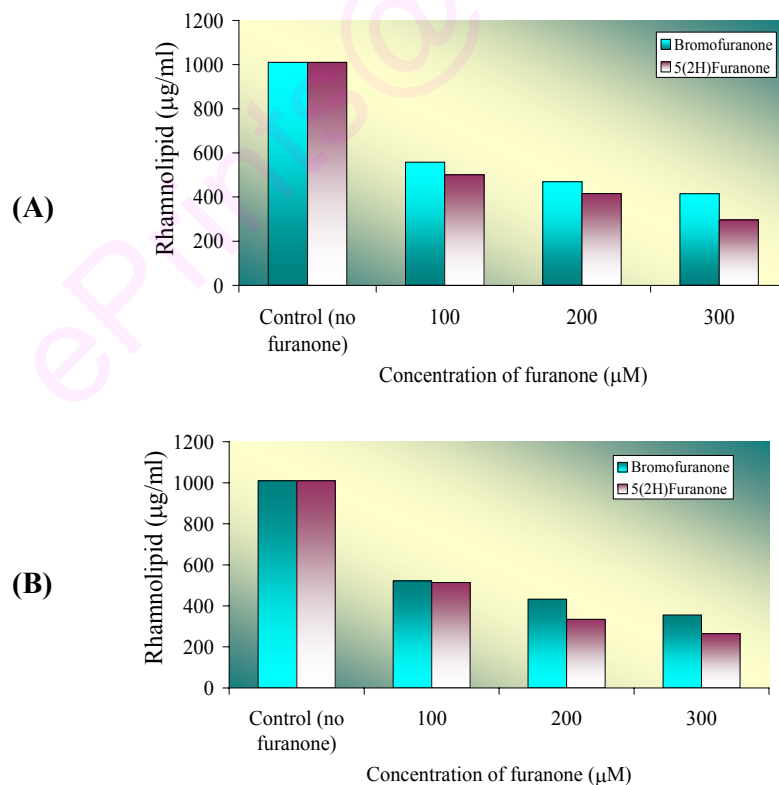 ePrints@
(A)
Rhamnolipid (µg/ml)
1200
1000
800
600
400
200
0
Bromofuranone
5(2H)Furanone
Control (no
furanone)
100
200
300
Concentration of furanone (µM)
(B)
Rhamnolipid (µg/ml)
1200
1000
800
600
400
200
0
Bromofuranone
5(2H)Furanone
Control (no
furanone)
100
200
300
Concentration of furanone (µM)